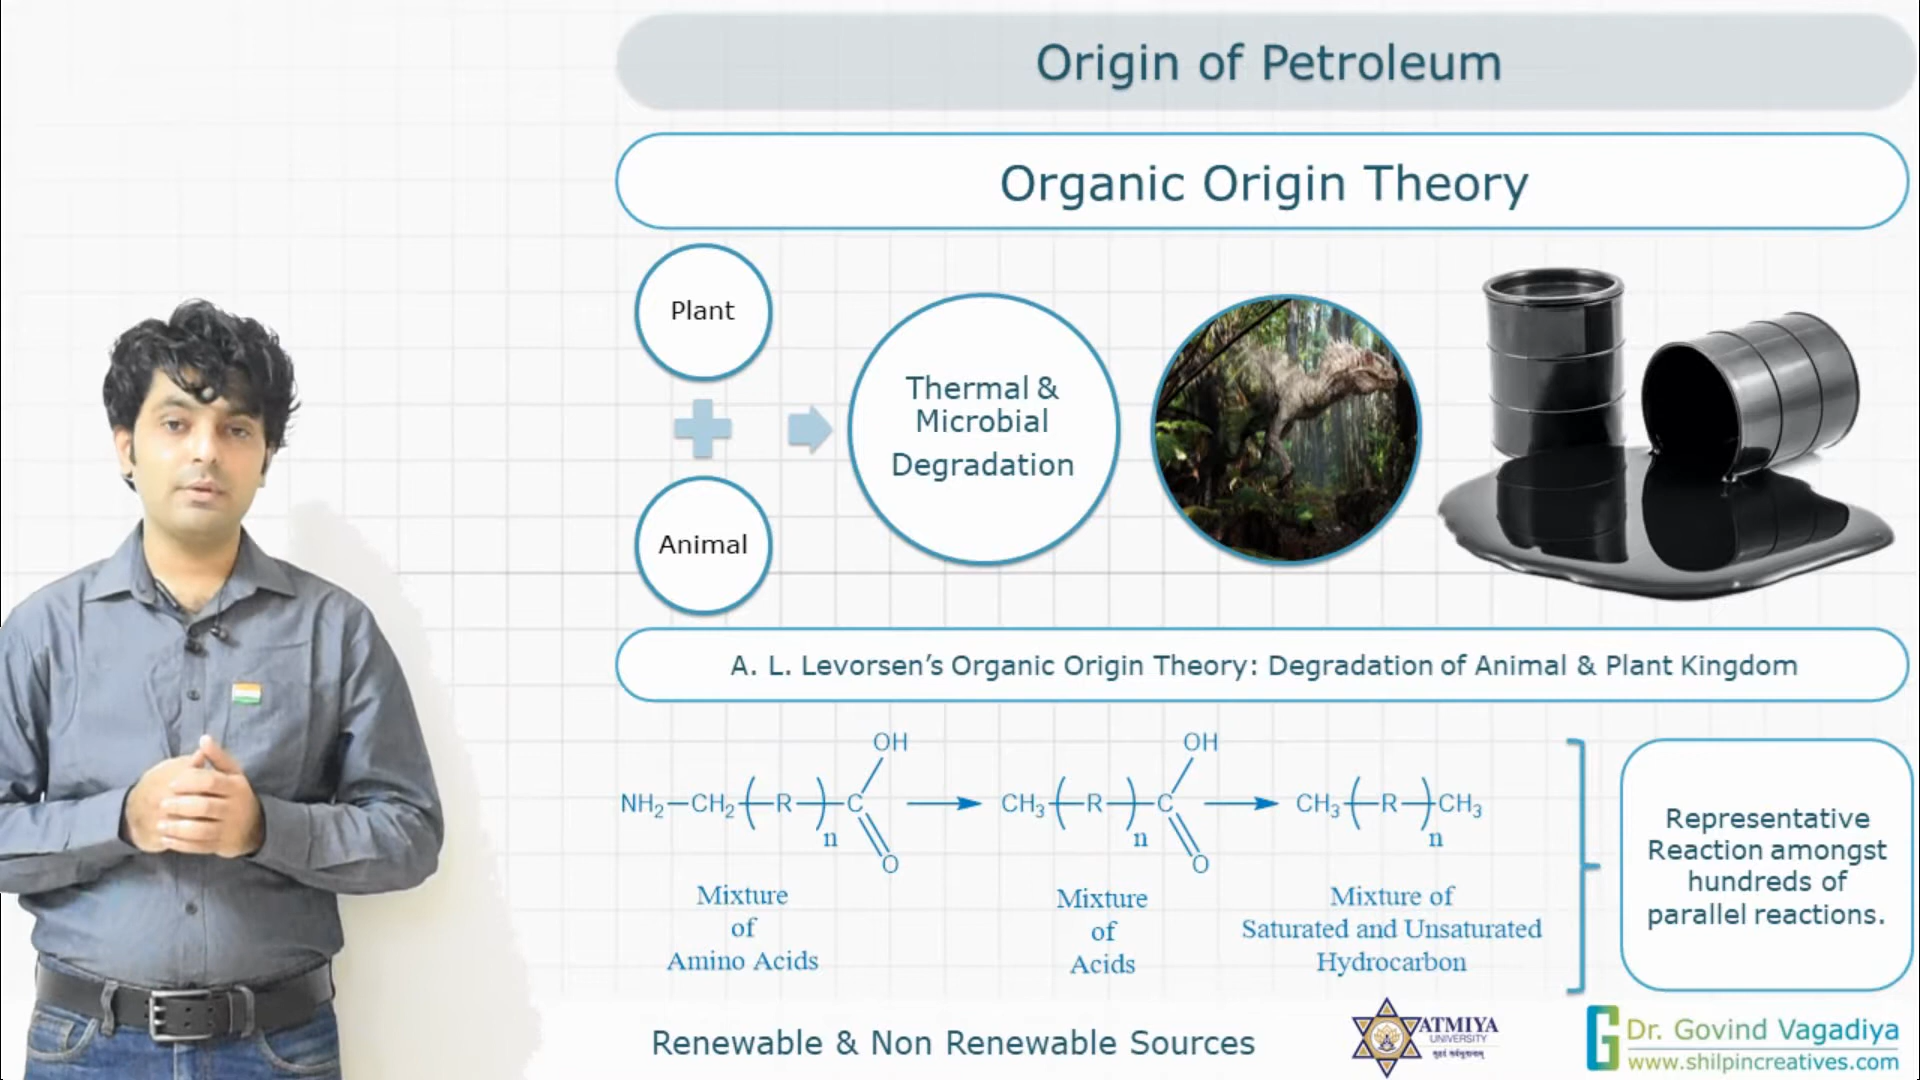 Origin of Petroleum
Organic Origin Theory
Plant
Animal
Thermal &
Microbial
Degradation
A. L. Levorsen’s Organic Origin Theory: Degradation of Animal & Plant Kingdom
OH
NH2—CH2—(—R—)n—C
O
Mixture
of
Amino Acids
OH
CH3—(—R—)n—C
O
Mixture
of
Acids
CH3—(—R—)n—CH3
Mixture of
Saturated and Unsaturated
Hydrocarbon
Representative
Reaction amongst
hundreds of
parallel reactions.
Renewable & Non Renewable Sources
ATMIYA
UNIVERSITY
Dr. Govind Vagadiya
www.shilpincreatives.com